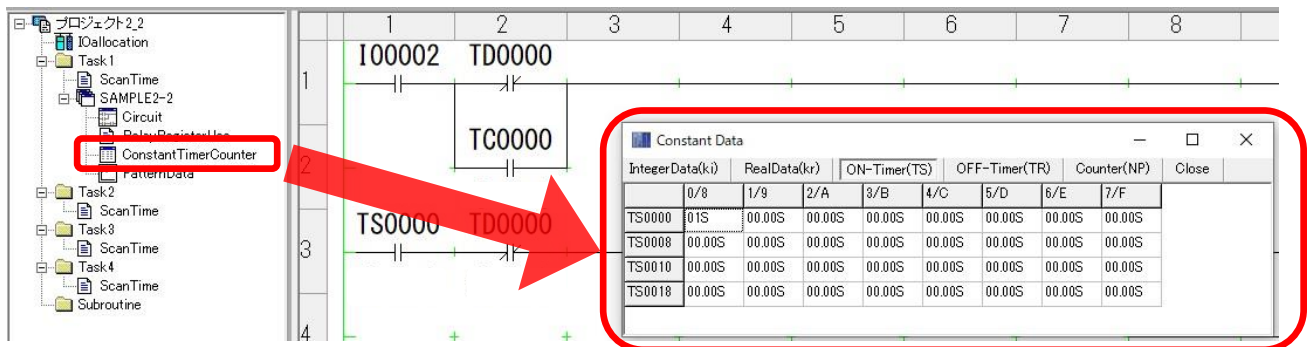 プロジェクト2_2
IOallocation
Task1
ScanTime
SAMPLE2-2
Circuit
RelayRegisterUse
ConstantTimerCounter
PatternData
Task2
ScanTime
Task3
ScanTime
Task4
ScanTime
Subroutine
1 2 3 4 5 6 7 8
1
I00002 TD0000
2
TC0000
3
TS0000 TD0000
4
Constant Data
IntegerData(ki) RealData(kr) ON-Timer(TS) OFF-Timer(TR) Counter(NP) Close
0/8 1/9 2/A 3/B 4/C 5/D 6/E 7/F
TS0000 01S 00.00S 00.00S 00.00S 00.00S 00.00S 00.00S 00.00S
TS0008 00.00S 00.00S 00.00S 00.00S 00.00S 00.00S 00.00S 00.00S
TS0010 00.00S 00.00S 00.00S 00.00S 00.00S 00.00S 00.00S 00.00S
TS0018 00.00S 00.00S 00.00S 00.00S 00.00S 00.00S 00.00S 00.00S